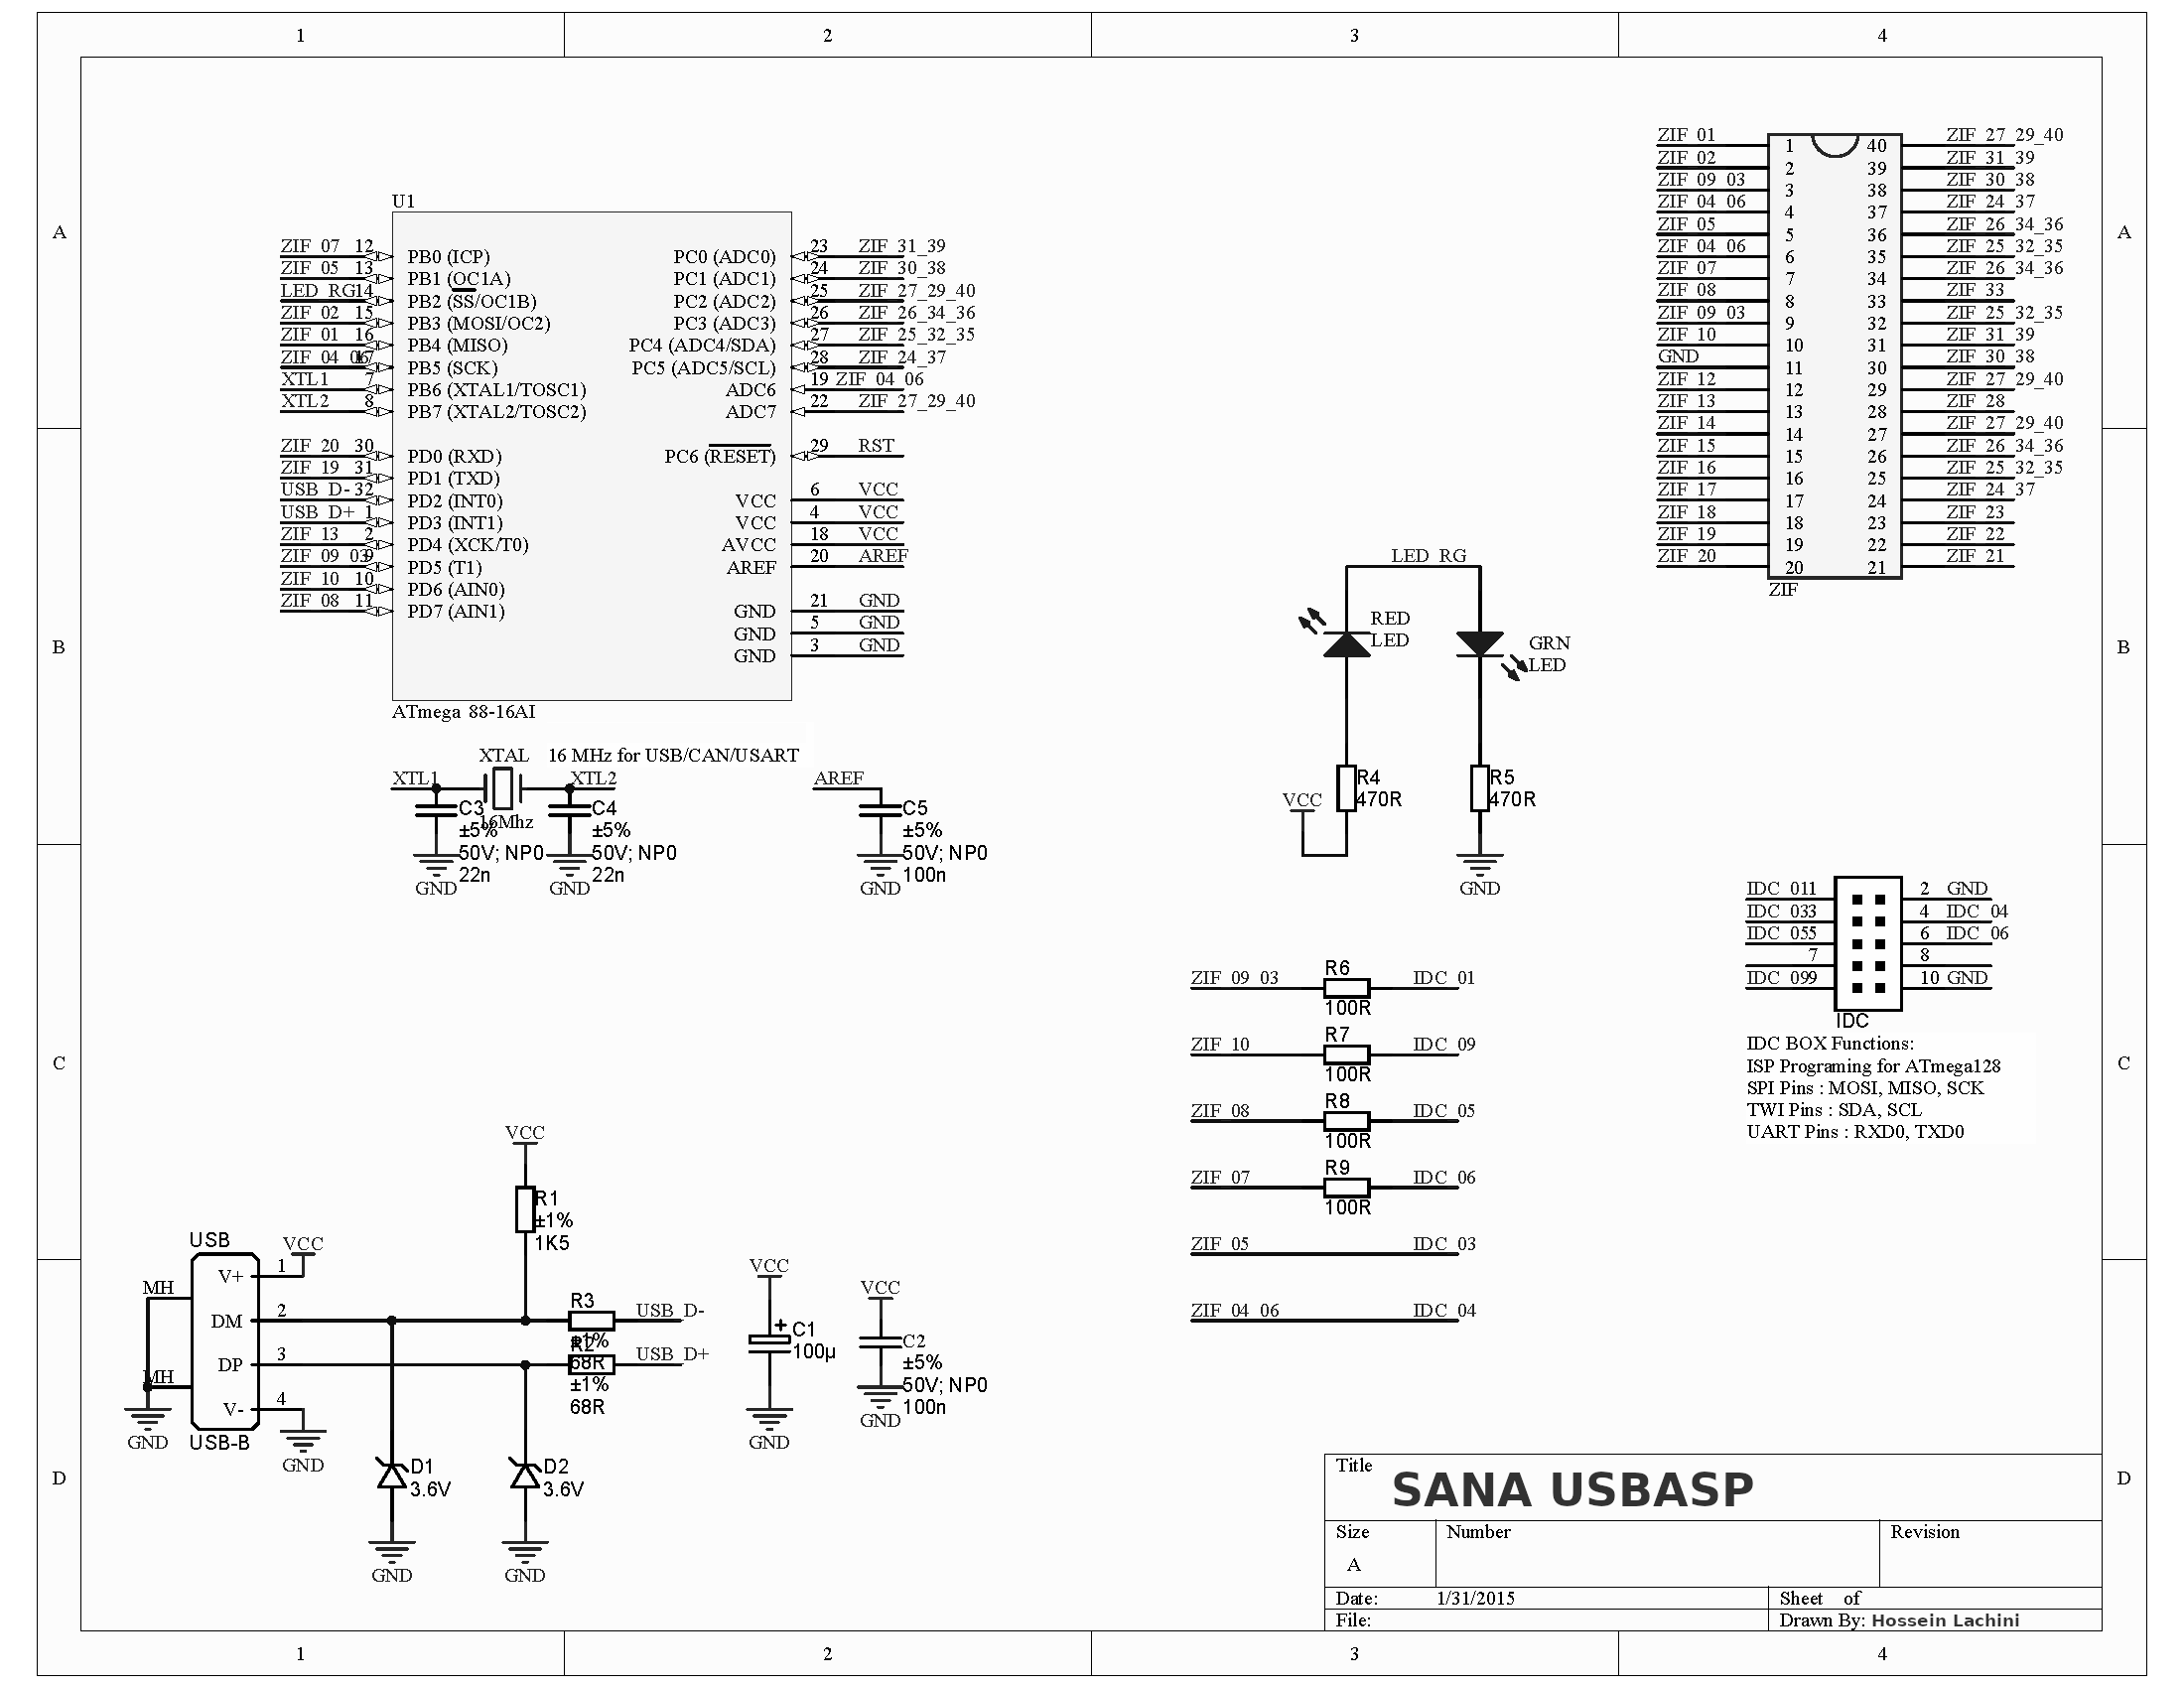 1 2 3 4
A
B
C
D
A
B
C
D
U1
ZIF_07 12 PB0 (ICP)
ZIF_05 13 PB1 (OC1A)
LED_RG 14 PB2 (SS/OC1B)
ZIF_02 15 PB3 (MOSI/OC2)
ZIF_01 16 PB4 (MISO)
ZIF_04_06 17 PB5 (SCK)
XTL1 7 PB6 (XTAL1/TOSC1)
XTL2 8 PB7 (XTAL2/TOSC2)
ZIF_20 30 PD0 (RXD)
ZIF_19 31 PD1 (TXD)
USB_D- 32 PD2 (INT0)
USB_D+ 1 PD3 (INT1)
ZIF_13 2 PD4 (XCK/T0)
ZIF_09_03 9 PD5 (T1)
ZIF_10 10 PD6 (AIN0)
ZIF_08 11 PD7 (AIN1)
PC0 (ADC0) 23 ZIF_31_39
PC1 (ADC1) 24 ZIF_30_38
PC2 (ADC2) 25 ZIF_27_29_40
PC3 (ADC3) 26 ZIF_26_34_36
PC4 (ADC4/SDA) 27 ZIF_25_32_35
PC5 (ADC5/SCL) 28 ZIF_24_37
ADC6 19 ZIF_04_06
ADC7 22 ZIF_27_29_40
PC6 (RESET) 29 RST
VCC 6 VCC
VCC 4 VCC
AVCC 18 VCC
AREF 20 AREF
GND 21 GND
GND 5 GND
GND 3 GND
ATmega 88-16AI
ZIF_01 1 40 ZIF_27_29_40
ZIF_02 2 39 ZIF_31_39
ZIF_09_03 3 38 ZIF_30_38
ZIF_04_06 4 37 ZIF_24_37
ZIF_05 5 36 ZIF_26_34_36
ZIF_04_06 6 35 ZIF_25_32_35
ZIF_07 7 34 ZIF_26_34_36
ZIF_08 8 33 ZIF_33
ZIF_09_03 9 32 ZIF_25_32_35
ZIF_10 10 31 ZIF_31_39
GND 11 30 ZIF_30_38
ZIF_12 12 29 ZIF_27_29_40
ZIF_13 13 28 ZIF_28
ZIF_14 14 27 ZIF_27_29_40
ZIF_15 15 26 ZIF_26_34_36
ZIF_16 16 25 ZIF_25_32_35
ZIF_17 17 24 ZIF_24_37
ZIF_18 18 23 ZIF_23
ZIF_19 19 22 ZIF_22
ZIF_20 20 21 ZIF_21
ZIF
XTAL 16 MHz for USB/CAN/USART
XTL1 XTL2
16Mhz
C3
±5%
50V; NP0
22n
GND
C4
±5%
50V; NP0
22n
GND
AREF
C5
±5%
50V; NP0
100n
GND
LED_RG
RED
LED
GRN
LED
R4
470R
VCC
R5
470R
GND
IDC_01 1 2 GND
IDC_03 3 4 IDC_04
IDC_05 5 6 IDC_06
7 8
IDC_09 9 10 GND
IDC
IDC BOX Functions:
ISP Programing for ATmega128
SPI Pins : MOSI, MISO, SCK
TWI Pins : SDA, SCL
UART Pins : RXD0, TXD0
ZIF_09_03 R6 IDC_01
100R
ZIF_10 R7 IDC_09
100R
ZIF_08 R8 IDC_05
100R
ZIF_07 R9 IDC_06
100R
ZIF_05 IDC_03
ZIF_04_06 IDC_04
VCC
R1
±1%
1K5
USB
VCC
V+ 1
MH
DM 2
DP 3
MH
V- 4
GND
USB-B
GND
R3 USB_D-
±1%
68R
R2 USB_D+
±1%
68R
D1
3.6V
GND
D2
3.6V
GND
VCC
+ C1
100µ
GND
VCC
C2
±5%
50V; NP0
100n
GND
Title SANA USBASP
Size Number Revision
A
Date: 1/31/2015 Sheet of
File: Drawn By: Hossein Lachini
1 2 3 4